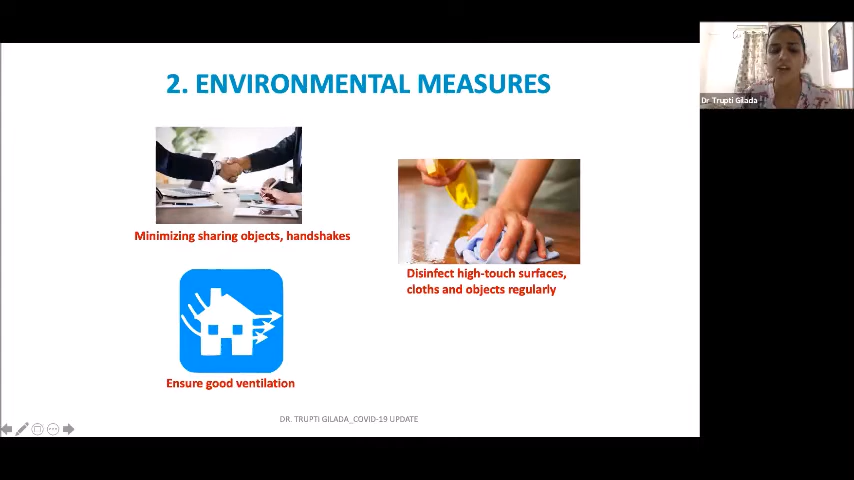 2. ENVIRONMENTAL MEASURES
Dr Trupti Gilada
Minimizing sharing objects, handshakes
Disinfect high-touch surfaces,
cloths and objects regularly
Ensure good ventilation
DR. TRUPTI GILADA_COVID-19 UPDATE